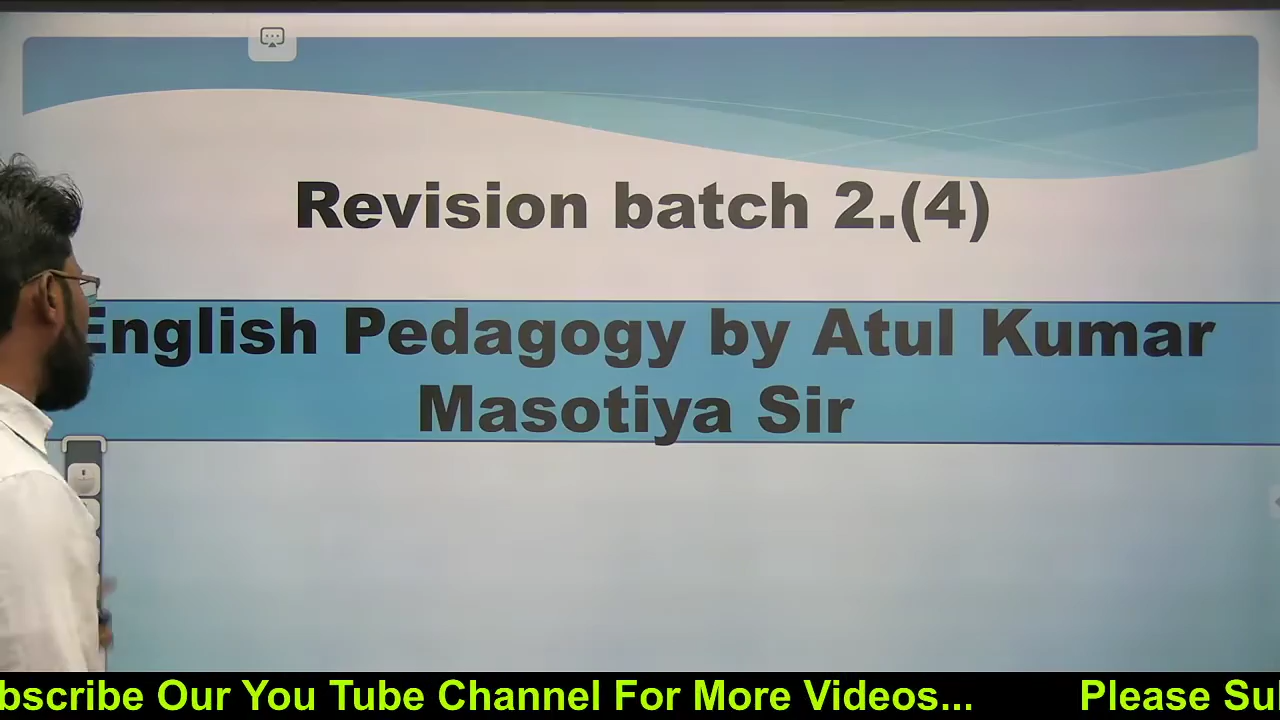 Revision batch 2.(4)
English Pedagogy by Atul Kumar
Masotiya Sir
bscribe Our You Tube Channel For More Videos... Please Su